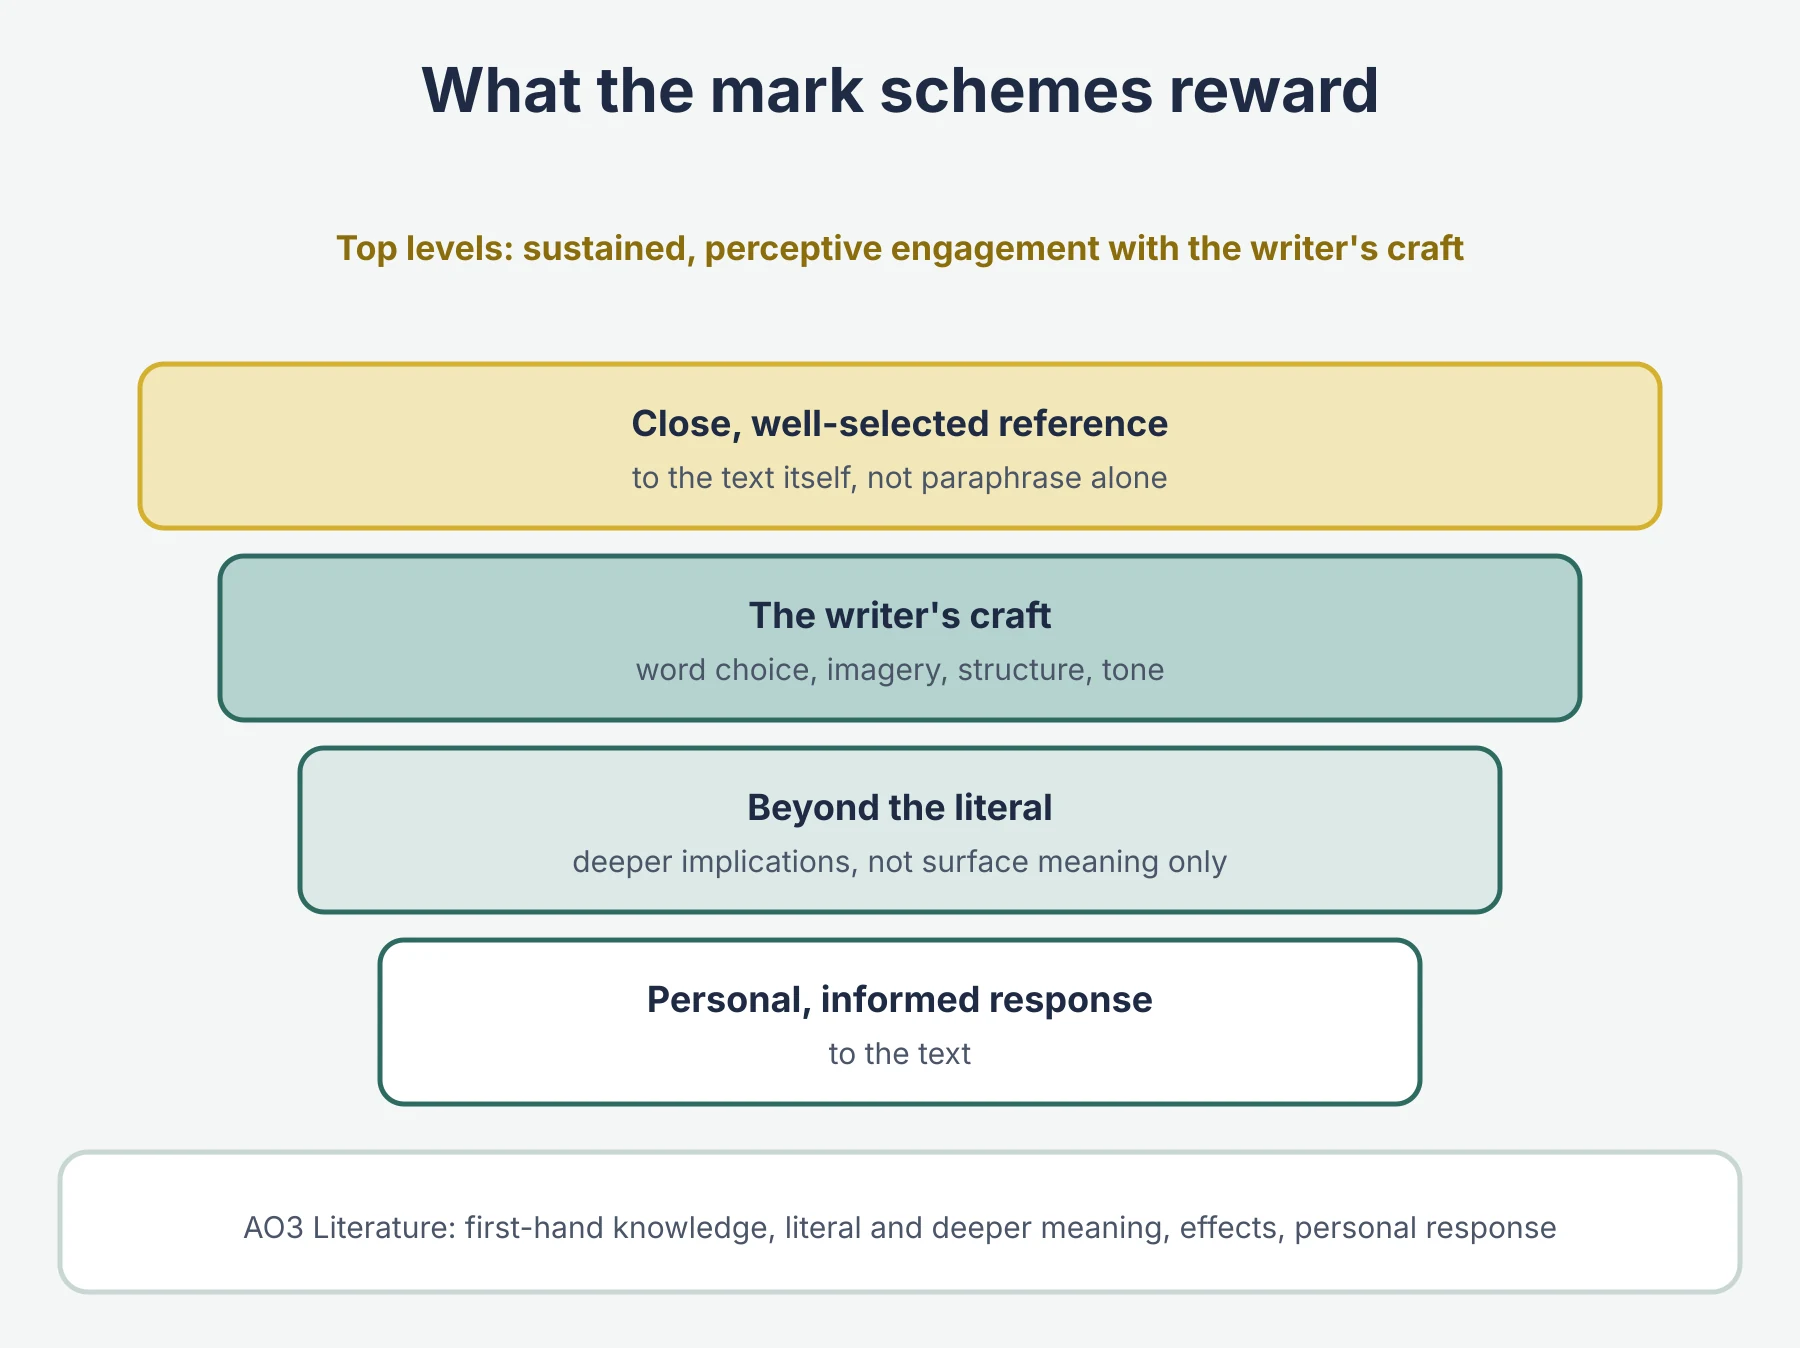 What the mark schemes reward
Top levels: sustained, perceptive engagement with the writer's craft
Close, well-selected reference
to the text itself, not paraphrase alone
The writer's craft
word choice, imagery, structure, tone
Beyond the literal
deeper implications, not surface meaning only
Personal, informed response
to the text
AO3 Literature: first-hand knowledge, literal and deeper meaning, effects, personal response